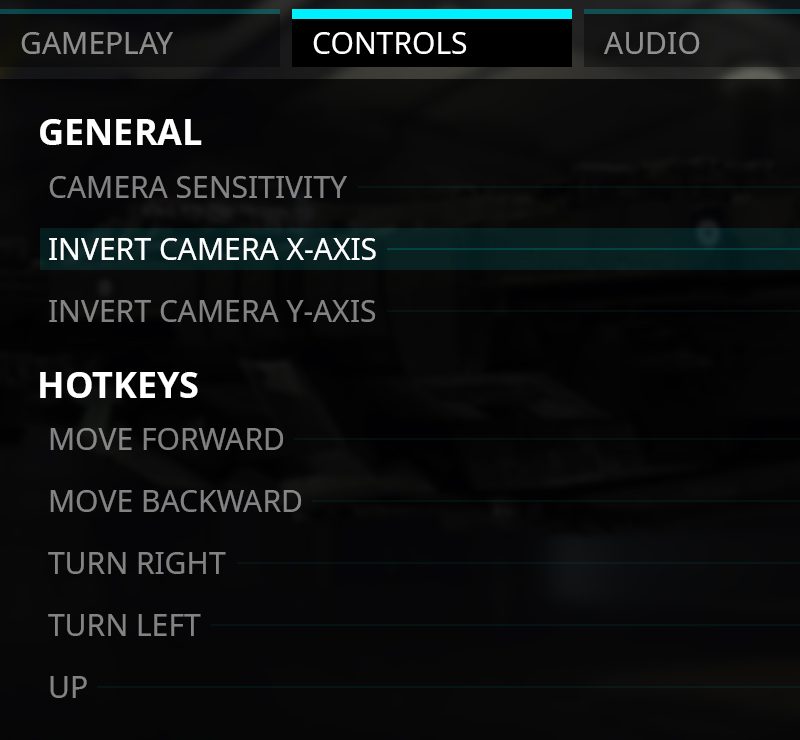 GAMEPLAY CONTROLS AUDIO
GENERAL
CAMERA SENSITIVITY
INVERT CAMERA X-AXIS
INVERT CAMERA Y-AXIS
HOTKEYS
MOVE FORWARD
MOVE BACKWARD
TURN RIGHT
TURN LEFT
UP